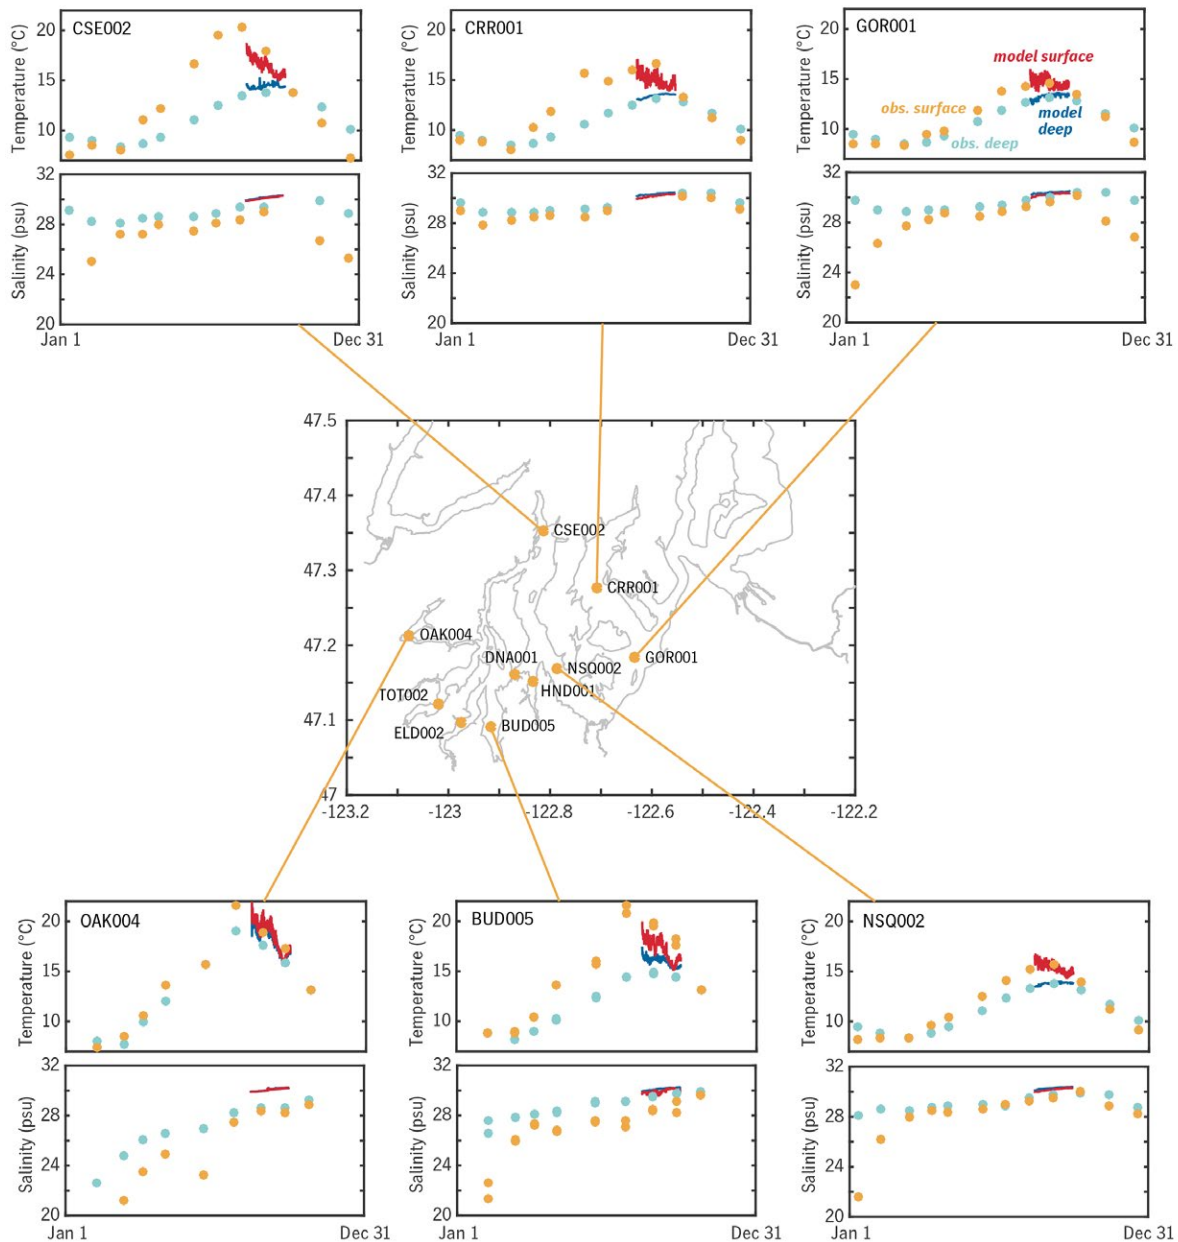 CSE002
Temperature (°C)
20
15
10
Salinity (psu)
32
28
24
20
Jan 1
Dec 31
CRR001
Temperature (°C)
20
15
10
Salinity (psu)
32
28
24
20
Jan 1
Dec 31
GOR001
model surface
obs. surface
model
deep
obs. deep
Temperature (°C)
20
15
10
Salinity (psu)
32
28
24
20
Jan 1
Dec 31
47.5
47.4
47.3
47.2
47.1
47
-123.2
-123
-122.8
-122.6
-122.4
-122.2
CSE002
CRR001
OAK004
DNA001
NSQ002
GOR001
HND001
TOT002
ELD002
BUD005
OAK004
Temperature (°C)
20
15
10
Salinity (psu)
32
28
24
20
Jan 1
Dec 31
BUD005
Temperature (°C)
20
15
10
Salinity (psu)
32
28
24
20
Jan 1
Dec 31
NSQ002
Temperature (°C)
20
15
10
Salinity (psu)
32
28
24
20
Jan 1
Dec 31